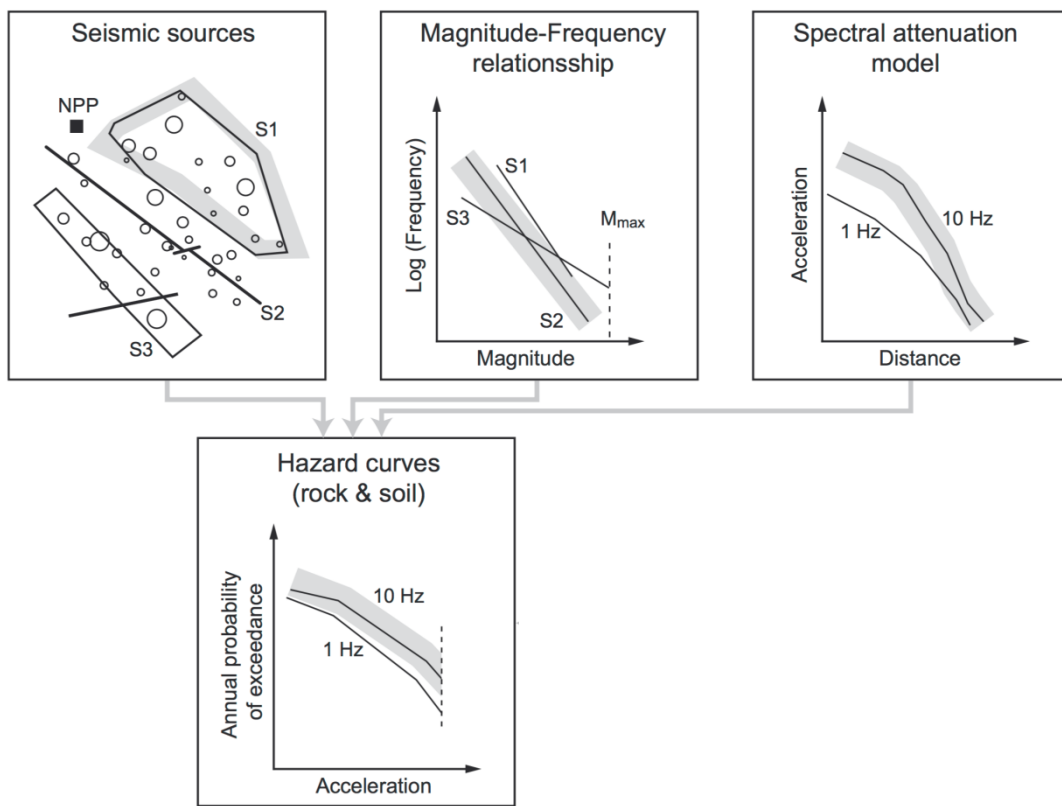 Seismic sources
NPP
S1
S2
S3
Magnitude-Frequency
relationsship
Log (Frequency)
S1
S3
Mmax
S2
Magnitude
Spectral attenuation
model
Acceleration
10 Hz
1 Hz
Distance
Hazard curves
(rock & soil)
Annual probability
of exceedance
10 Hz
1 Hz
Acceleration